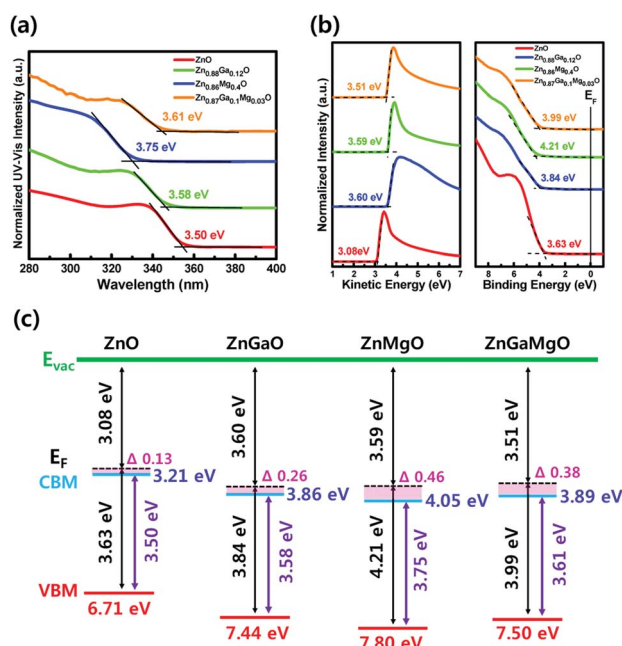 (a)
ZnO
Zn0.88Ga0.12O
Zn0.86Mg0.4O
Zn0.87Ga0.1Mg0.03O
3.61 eV
3.75 eV
3.58 eV
3.50 eV
Normalized UV-Vis Intensity (a.u.)
280 300 320 340 360 380 400
Wavelength (nm)
(b)
ZnO
Zn0.88Ga0.12O
Zn0.86Mg0.4O
Zn0.87Ga0.1Mg0.03O
Normalized Intensity (a.u.)
3.51 eV
3.59 eV
3.60 eV
3.08eV
1 2 3 4 5 6 7
Kinetic Energy (eV)
EF
3.99 eV
4.21 eV
3.84 eV
3.63 eV
8 6 4 2 0
Binding Energy (eV)
(c)
ZnO ZnGaO ZnMgO ZnGaMgO
Evac
3.08 eV 3.60 eV 3.59 eV 3.51 eV
EF
CBM
Δ 0.13 Δ 0.26 Δ 0.46 Δ 0.38
3.21 eV 3.86 eV 4.05 eV 3.89 eV
3.63 eV 3.50 eV 3.84 eV 3.58 eV 4.21 eV 3.75 eV 3.99 eV 3.61 eV
VBM
6.71 eV 7.44 eV 7.80 eV 7.50 eV